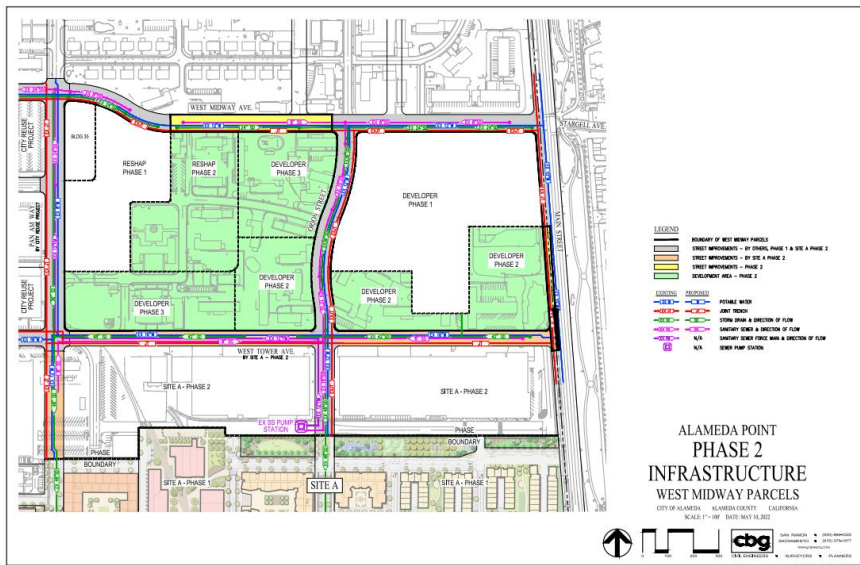 WEST MIDWAY AVE.
STARGELL AVE.
CITY REUSE
PROJECT
BLDG 35
RESHAP
PHASE 1
RESHAP
PHASE 2
DEVELOPER
PHASE 3
DEVELOPER
PHASE 1
ORION STREET
MAIN STREET
PAN AM WAY
BY CITY REUSE PROJECT
DEVELOPER
PHASE 2
DEVELOPER
PHASE 2
DEVELOPER
PHASE 2
CITY REUSE
PROJECT
DEVELOPER
PHASE 3
WEST TOWER AVE.
BY SITE A - PHASE 2
SITE A - PHASE 2
SITE A - PHASE 2
EX SS PUMP
STATION
PHASE
BOUNDARY
PHASE
BOUNDARY
SITE A - PHASE 1
SITE A
SITE A - PHASE 1
LEGEND
BOUNDARY OF WEST MIDWAY PARCELS
STREET IMPROVEMENTS - BY OTHERS, PHASE 1 & SITE A PHASE 2
STREET IMPROVEMENTS - BY SITE A PHASE 2
STREET IMPROVEMENTS - PHASE 2
DEVELOPMENT AREA - PHASE 2
EXISTING PROPOSED
POTABLE WATER
JOINT TRENCH
STORM DRAIN & DIRECTION OF FLOW
SANITARY SEWER & DIRECTION OF FLOW
N/A SANITARY SEWER FORCE MAIN & DIRECTION OF FLOW
N/A SEWER PUMP STATION
ALAMEDA POINT
PHASE 2
INFRASTRUCTURE
WEST MIDWAY PARCELS
CITY OF ALAMEDA ALAMEDA COUNTY CALIFORNIA
SCALE: 1" = 100' DATE: MAY 10, 2022
cbg
SAN RAMON
SACRAMENTO
CIVIL ENGINEERS SURVEYORS PLANNERS